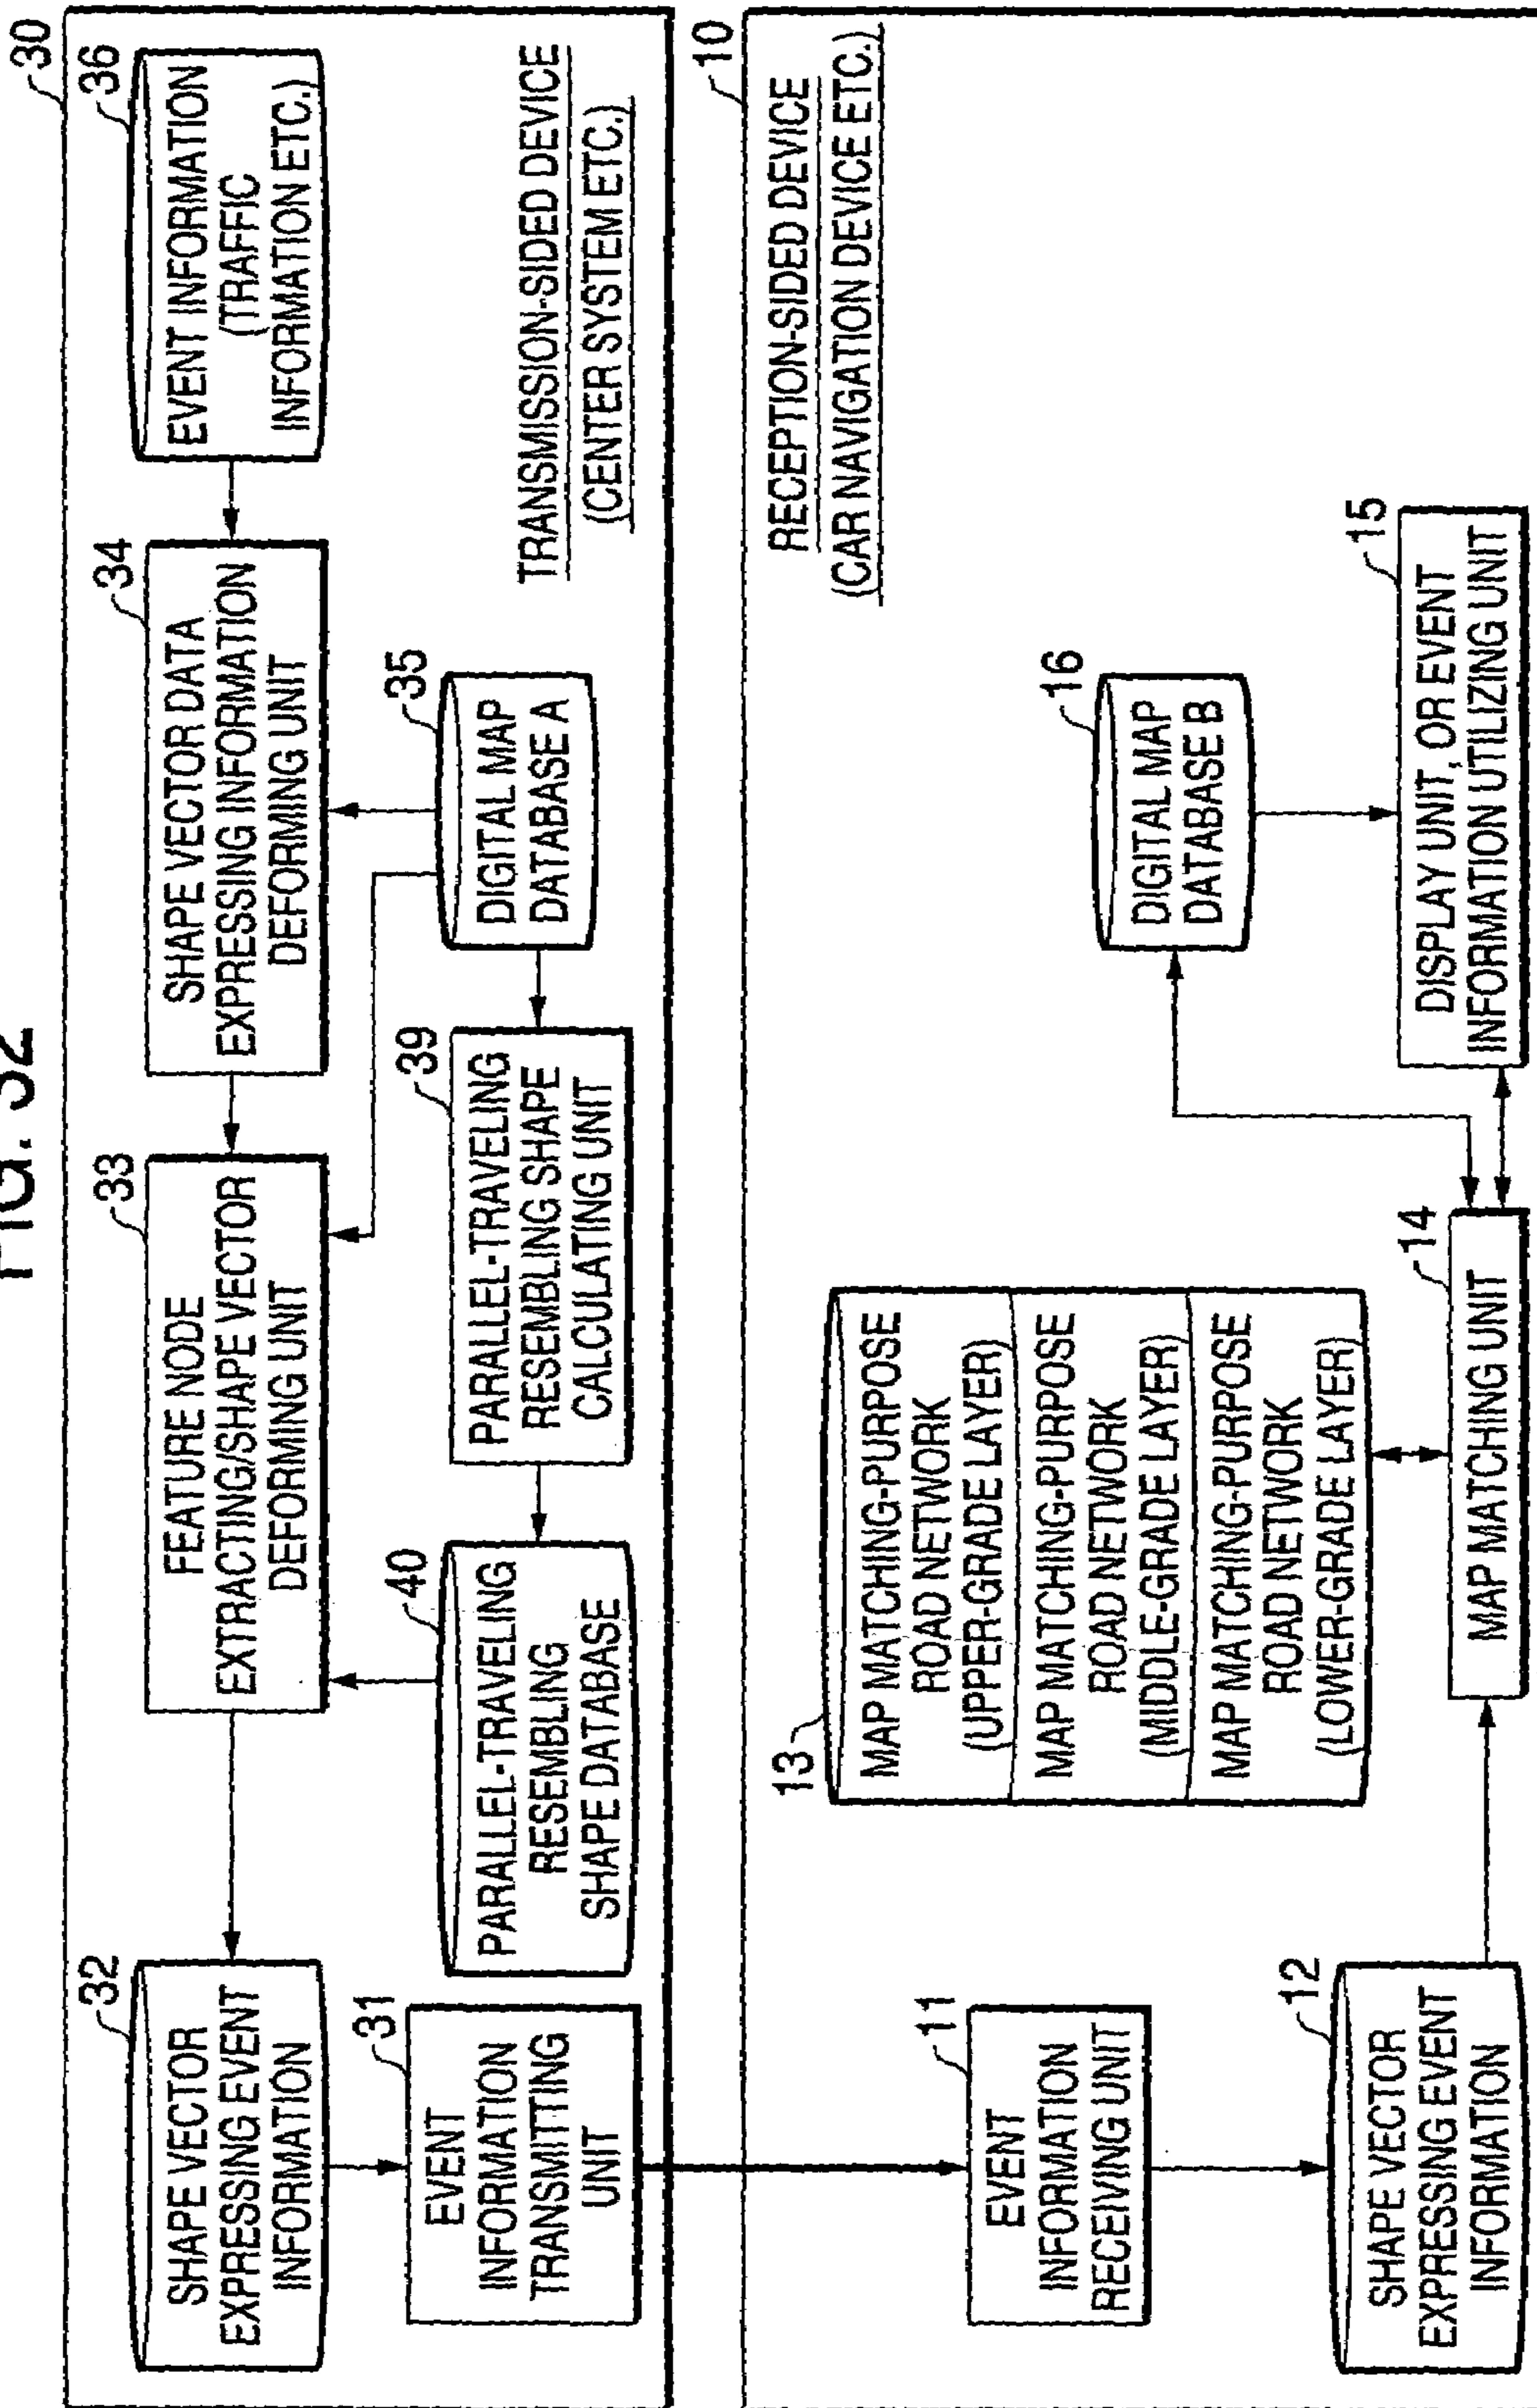 FIG. 32
30
32
SHAPE VECTOR
EXPRESSING EVENT
INFORMATION
33
FEATURE NODE
EXTRACTING/SHAPE VECTOR
DEFORMING UNIT
34
SHAPE VECTOR DATA
EXPRESSING INFORMATION
DEFORMING UNIT
36
EVENT INFORMATION
(TRAFFIC
INFORMATION ETC.)
31
EVENT
INFORMATION
TRANSMITTING
UNIT
40
PARALLEL-TRAVELING
RESEMBLING
SHAPE DATABASE
39
PARALLEL-TRAVELING
RESEMBLING SHAPE
CALCULATING UNIT
35
DIGITAL MAP
DATABASE A
TRANSMISSION-SIDED DEVICE
(CENTER SYSTEM ETC.)
10
RECEPTION-SIDED DEVICE
(CAR NAVIGATION DEVICE ETC.)
11
EVENT
INFORMATION
RECEIVING UNIT
13
MAP MATCHING-PURPOSE
ROAD NETWORK
(UPPER-GRADE LAYER)
MAP MATCHING-PURPOSE
ROAD NETWORK
(MIDDLE-GRADE LAYER)
MAP MATCHING-PURPOSE
ROAD NETWORK
(LOWER-GRADE LAYER)
16
DIGITAL MAP
DATABASE B
12
SHAPE VECTOR
EXPRESSING EVENT
INFORMATION
14
MAP MATCHING UNIT
15
DISPLAY UNIT, OR EVENT
INFORMATION UTILIZING UNIT